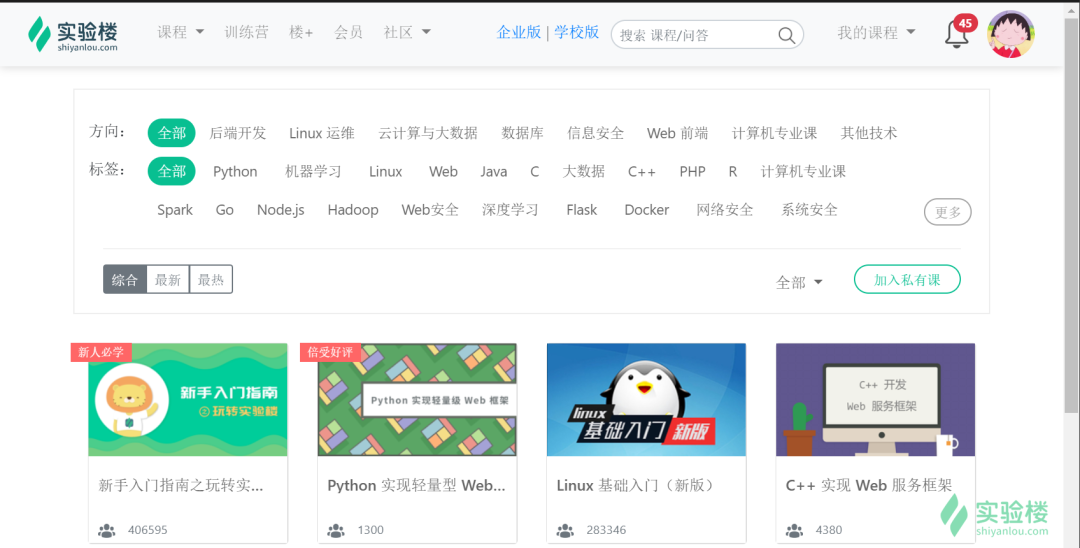 实验楼 shiyanlou.com 课程 训练营 楼+ 会员 社区 企业版 | 学校版 搜索 课程/问答 我的课程 45
方向： 全部 后端开发 Linux 运维 云计算与大数据 数据库 信息安全 Web 前端 计算机专业课 其他技术
标签： 全部 Python 机器学习 Linux Web Java C 大数据 C++ PHP R 计算机专业课
Spark Go Node.js Hadoop Web安全 深度学习 Flask Docker 网络安全 系统安全 更多
综合 最新 最热 全部 加入私有课
新人必学
新手入门指南
玩转实验楼
新手入门指南之玩转实...
406595
倍受好评
Python 实现轻量级 Web 框架
Python 实现轻量型 Web...
1300
linux
基础入门 新版
Linux 基础入门（新版）
283346
C++ 开发
Web 服务框架
C++ 实现 Web 服务框架
4380
实验楼
shiyanlou.com